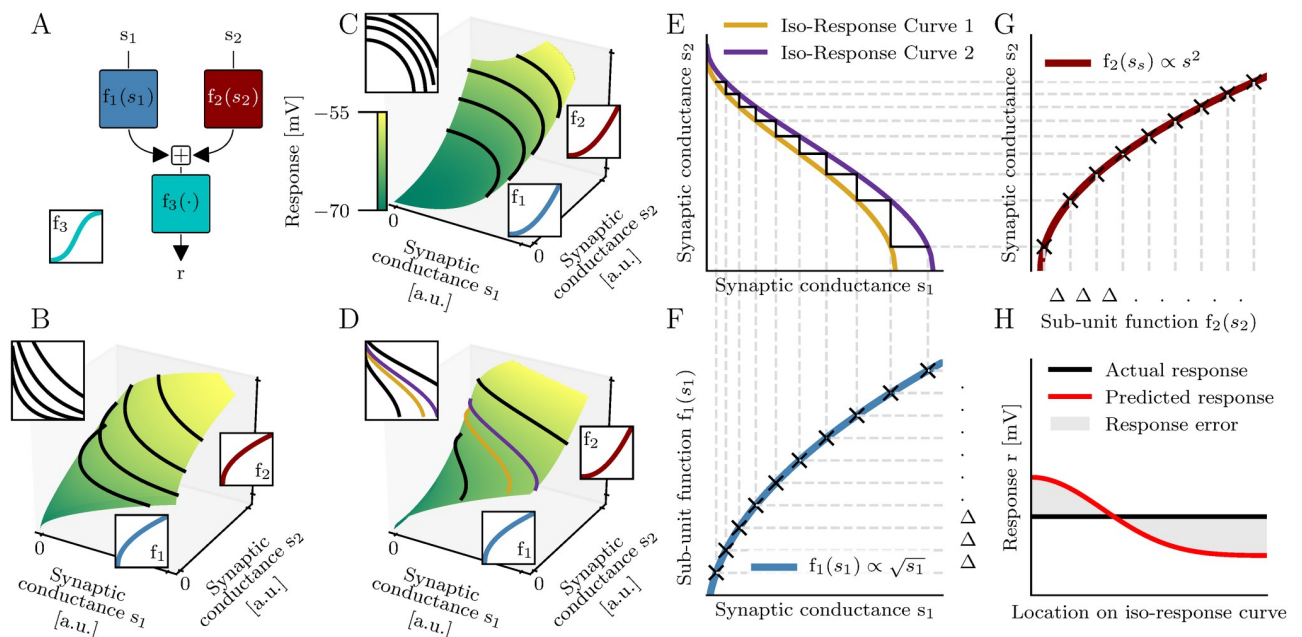 A
s1
s2
f1(s1)
f2(s2)
f3(·)
f3
r
B
0
Synaptic
conductance s1
[a.u.]
0
Synaptic
conductance s2
[a.u.]
f1
f2
C
Response [mV]
−55
−70
0
Synaptic
conductance s1
[a.u.]
0
Synaptic
conductance s2
[a.u.]
f1
f2
D
0
Synaptic
conductance s1
[a.u.]
0
Synaptic
conductance s2
[a.u.]
f1
f2
E
Iso-Response Curve 1
Iso-Response Curve 2
Synaptic conductance s2
Synaptic conductance s1
F
Sub-unit function f1(s1)
f1(s1) ∝ √s1
Δ
Δ
Δ
. . . . . .
Synaptic conductance s1
G
f2(ss) ∝ s2
Synaptic conductance s2
Δ Δ Δ . . . . .
Sub-unit function f2(s2)
H
Actual response
Predicted response
Response error
Response r [mV]
Location on iso-response curve